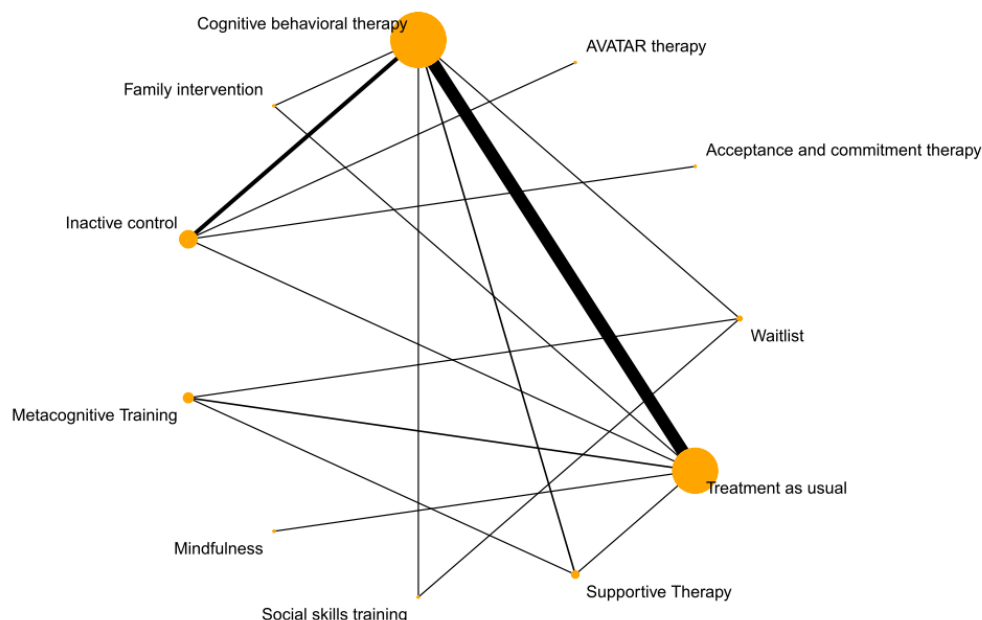 Cognitive behavioral therapy
AVATAR therapy
Family intervention
Acceptance and commitment therapy
Inactive control
Waitlist
Metacognitive Training
Treatment as usual
Mindfulness
Supportive Therapy
Social skills training